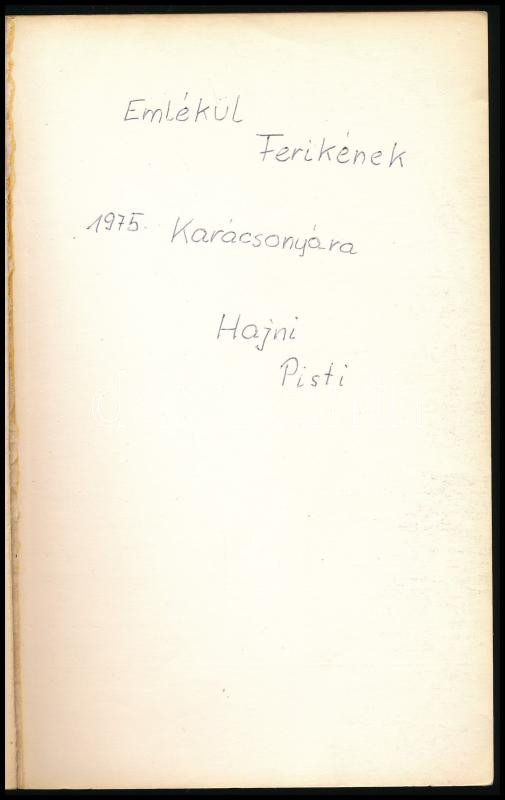 Emlékül
Ferikének
1975. Karácsonyára
Hajni
Pisti